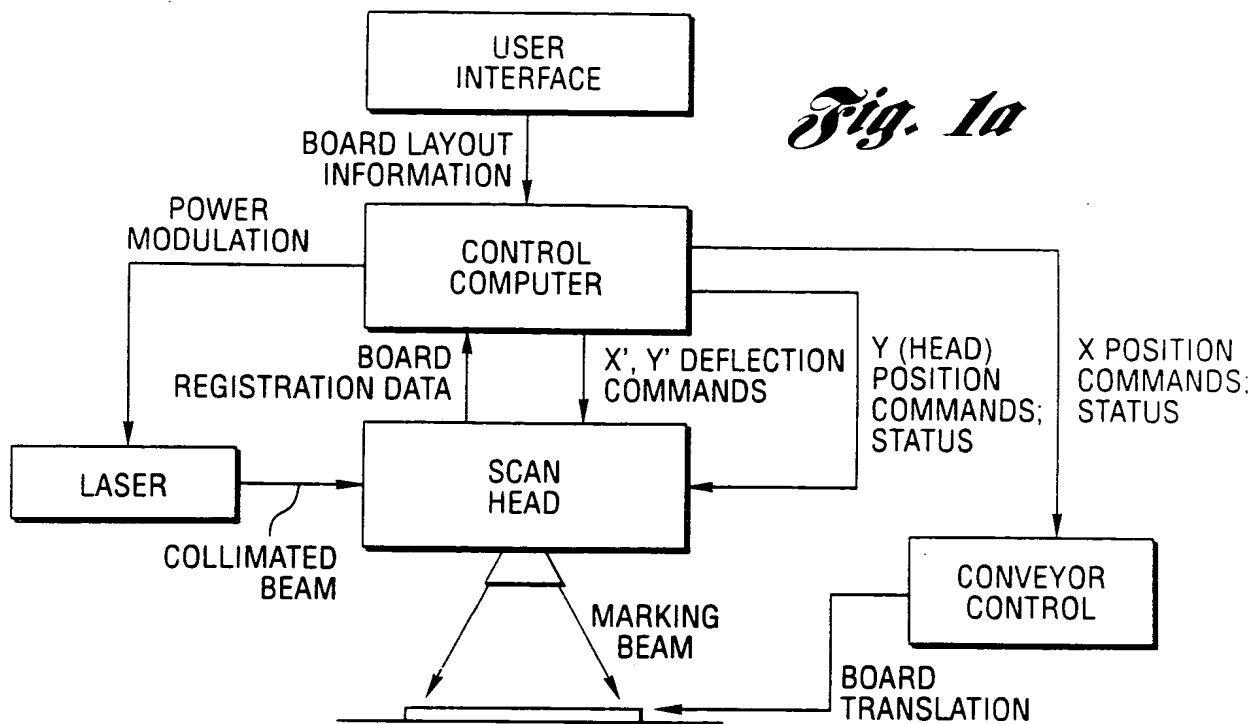 USER
INTERFACE
Fig. 1a
BOARD LAYOUT
INFORMATION
POWER
MODULATION
CONTROL
COMPUTER
BOARD
REGISTRATION DATA
X', Y' DEFLECTION
COMMANDS
Y (HEAD)
POSITION
COMMANDS;
STATUS
X POSITION
COMMANDS;
STATUS
LASER
SCAN
HEAD
COLLIMATED
BEAM
CONVEYOR
CONTROL
MARKING
BEAM
BOARD
TRANSLATION